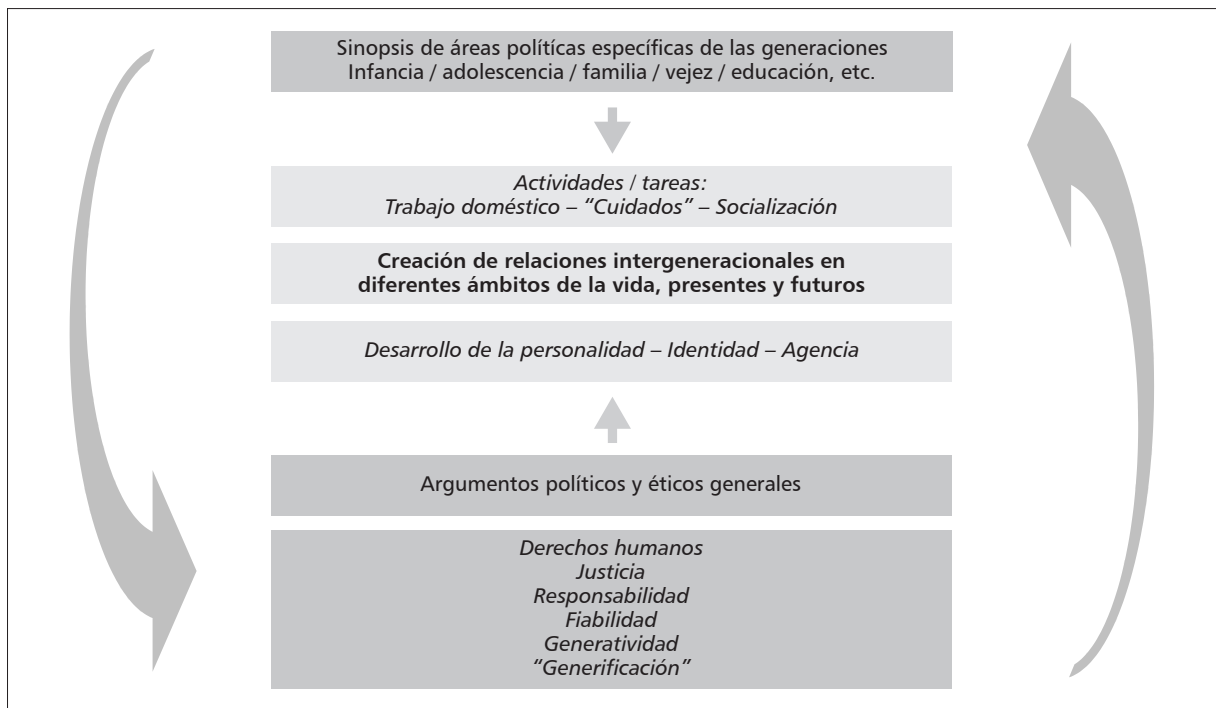 Sinopsis de áreas polítícas específicas de las generaciones
Infancia / adolescencia / familia / vejez / educación, etc.
Actividades / tareas:
Trabajo doméstico – “Cuidados” – Socialización
Creación de relaciones intergeneracionales en
diferentes ámbitos de la vida, presentes y futuros
Desarrollo de la personalidad – Identidad – Agencia
Argumentos políticos y éticos generales
Derechos humanos
Justicia
Responsabilidad
Fiabilidad
Generatividad
“Generificación”